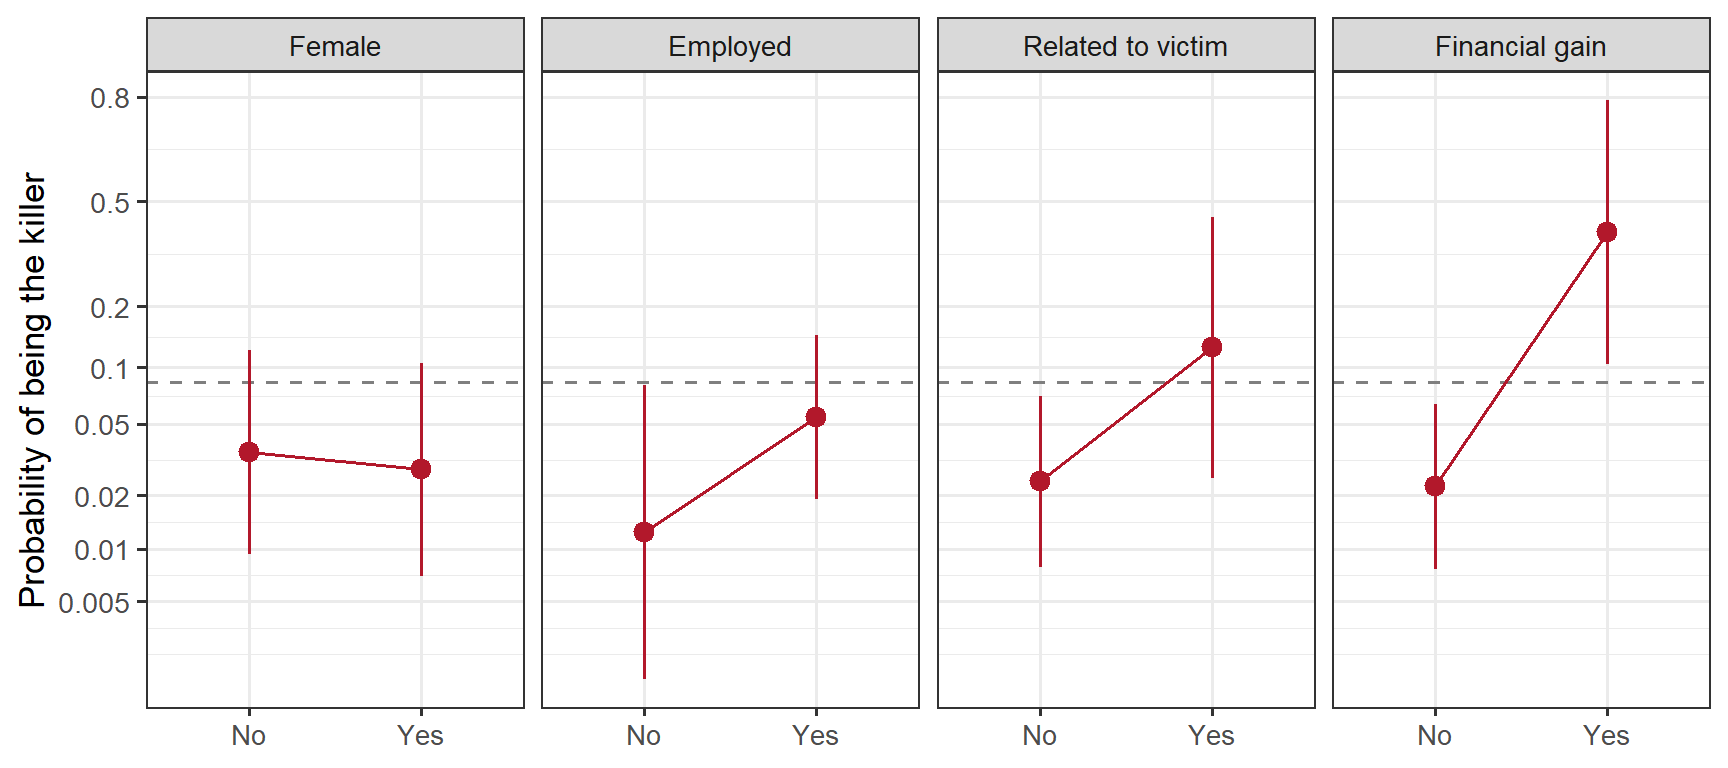 Female
Employed
Related to victim
Financial gain
Probability of being the killer
0.8
0.5
0.2
0.1
0.05
0.02
0.01
0.005
No
Yes
No
Yes
No
Yes
No
Yes